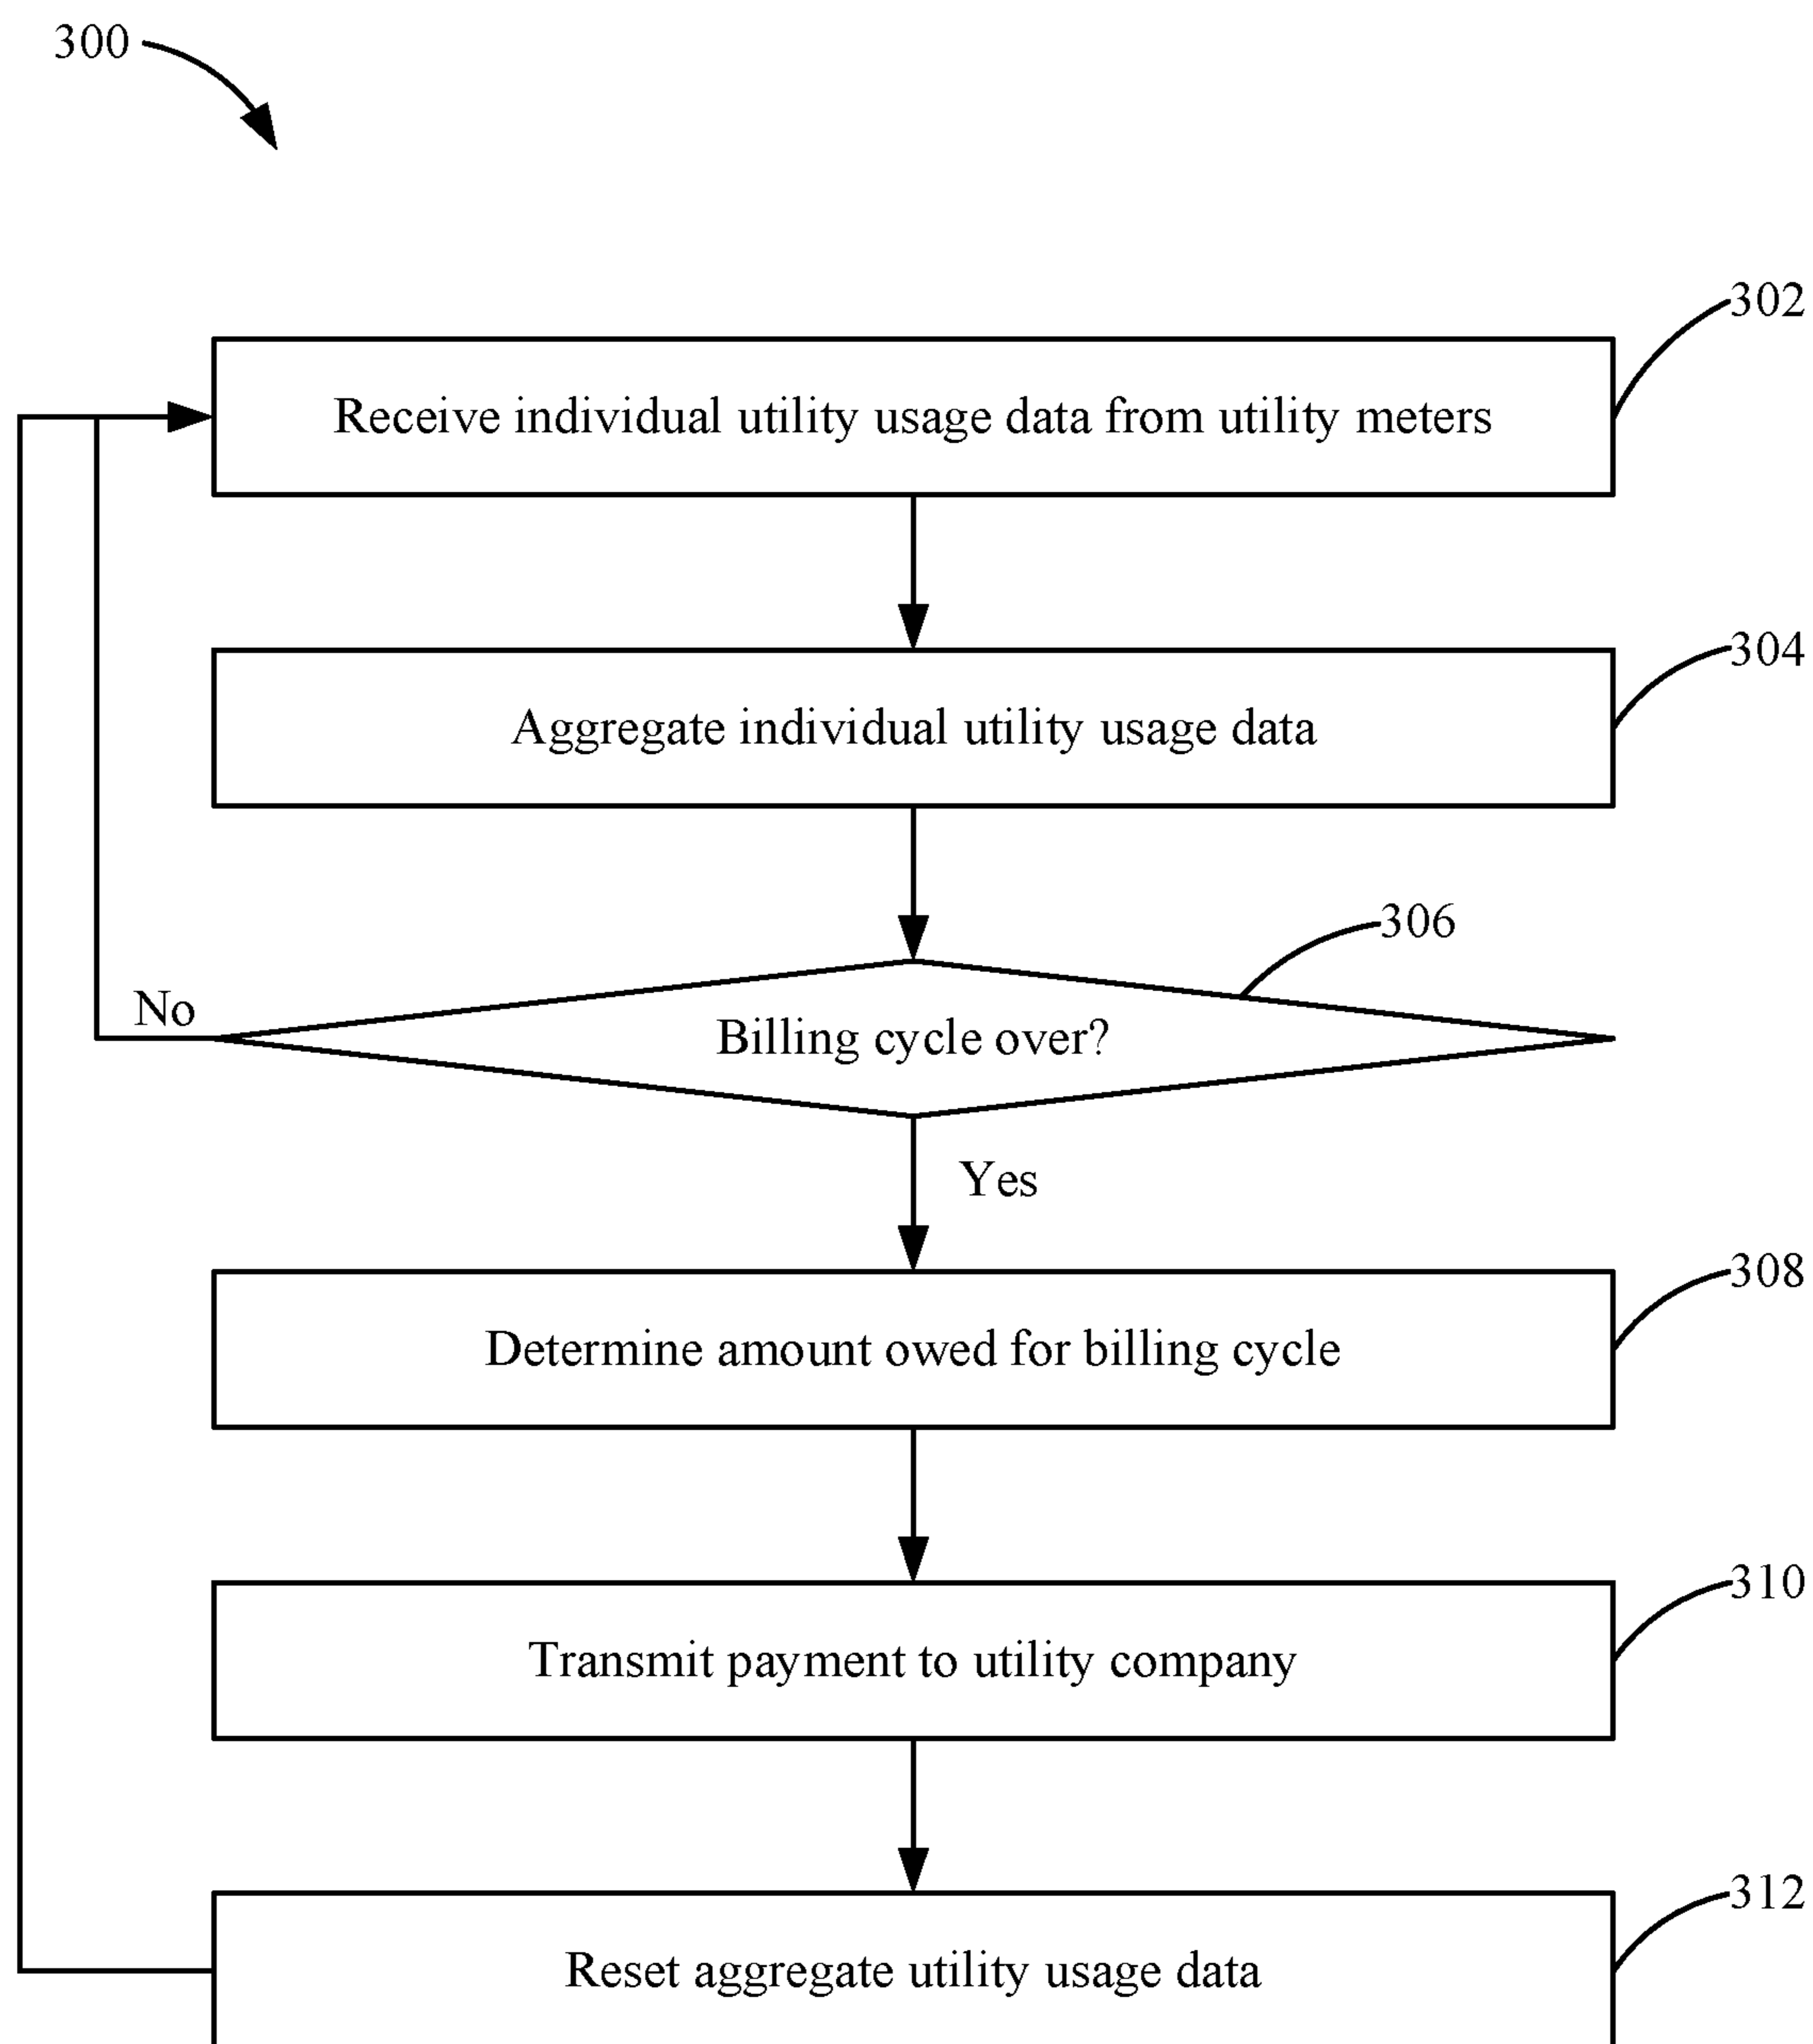 300
302
Receive individual utility usage data from utility meters
304
Aggregate individual utility usage data
306
Billing cycle over?
No
Yes
308
Determine amount owed for billing cycle
310
Transmit payment to utility company
312
Reset aggregate utility usage data